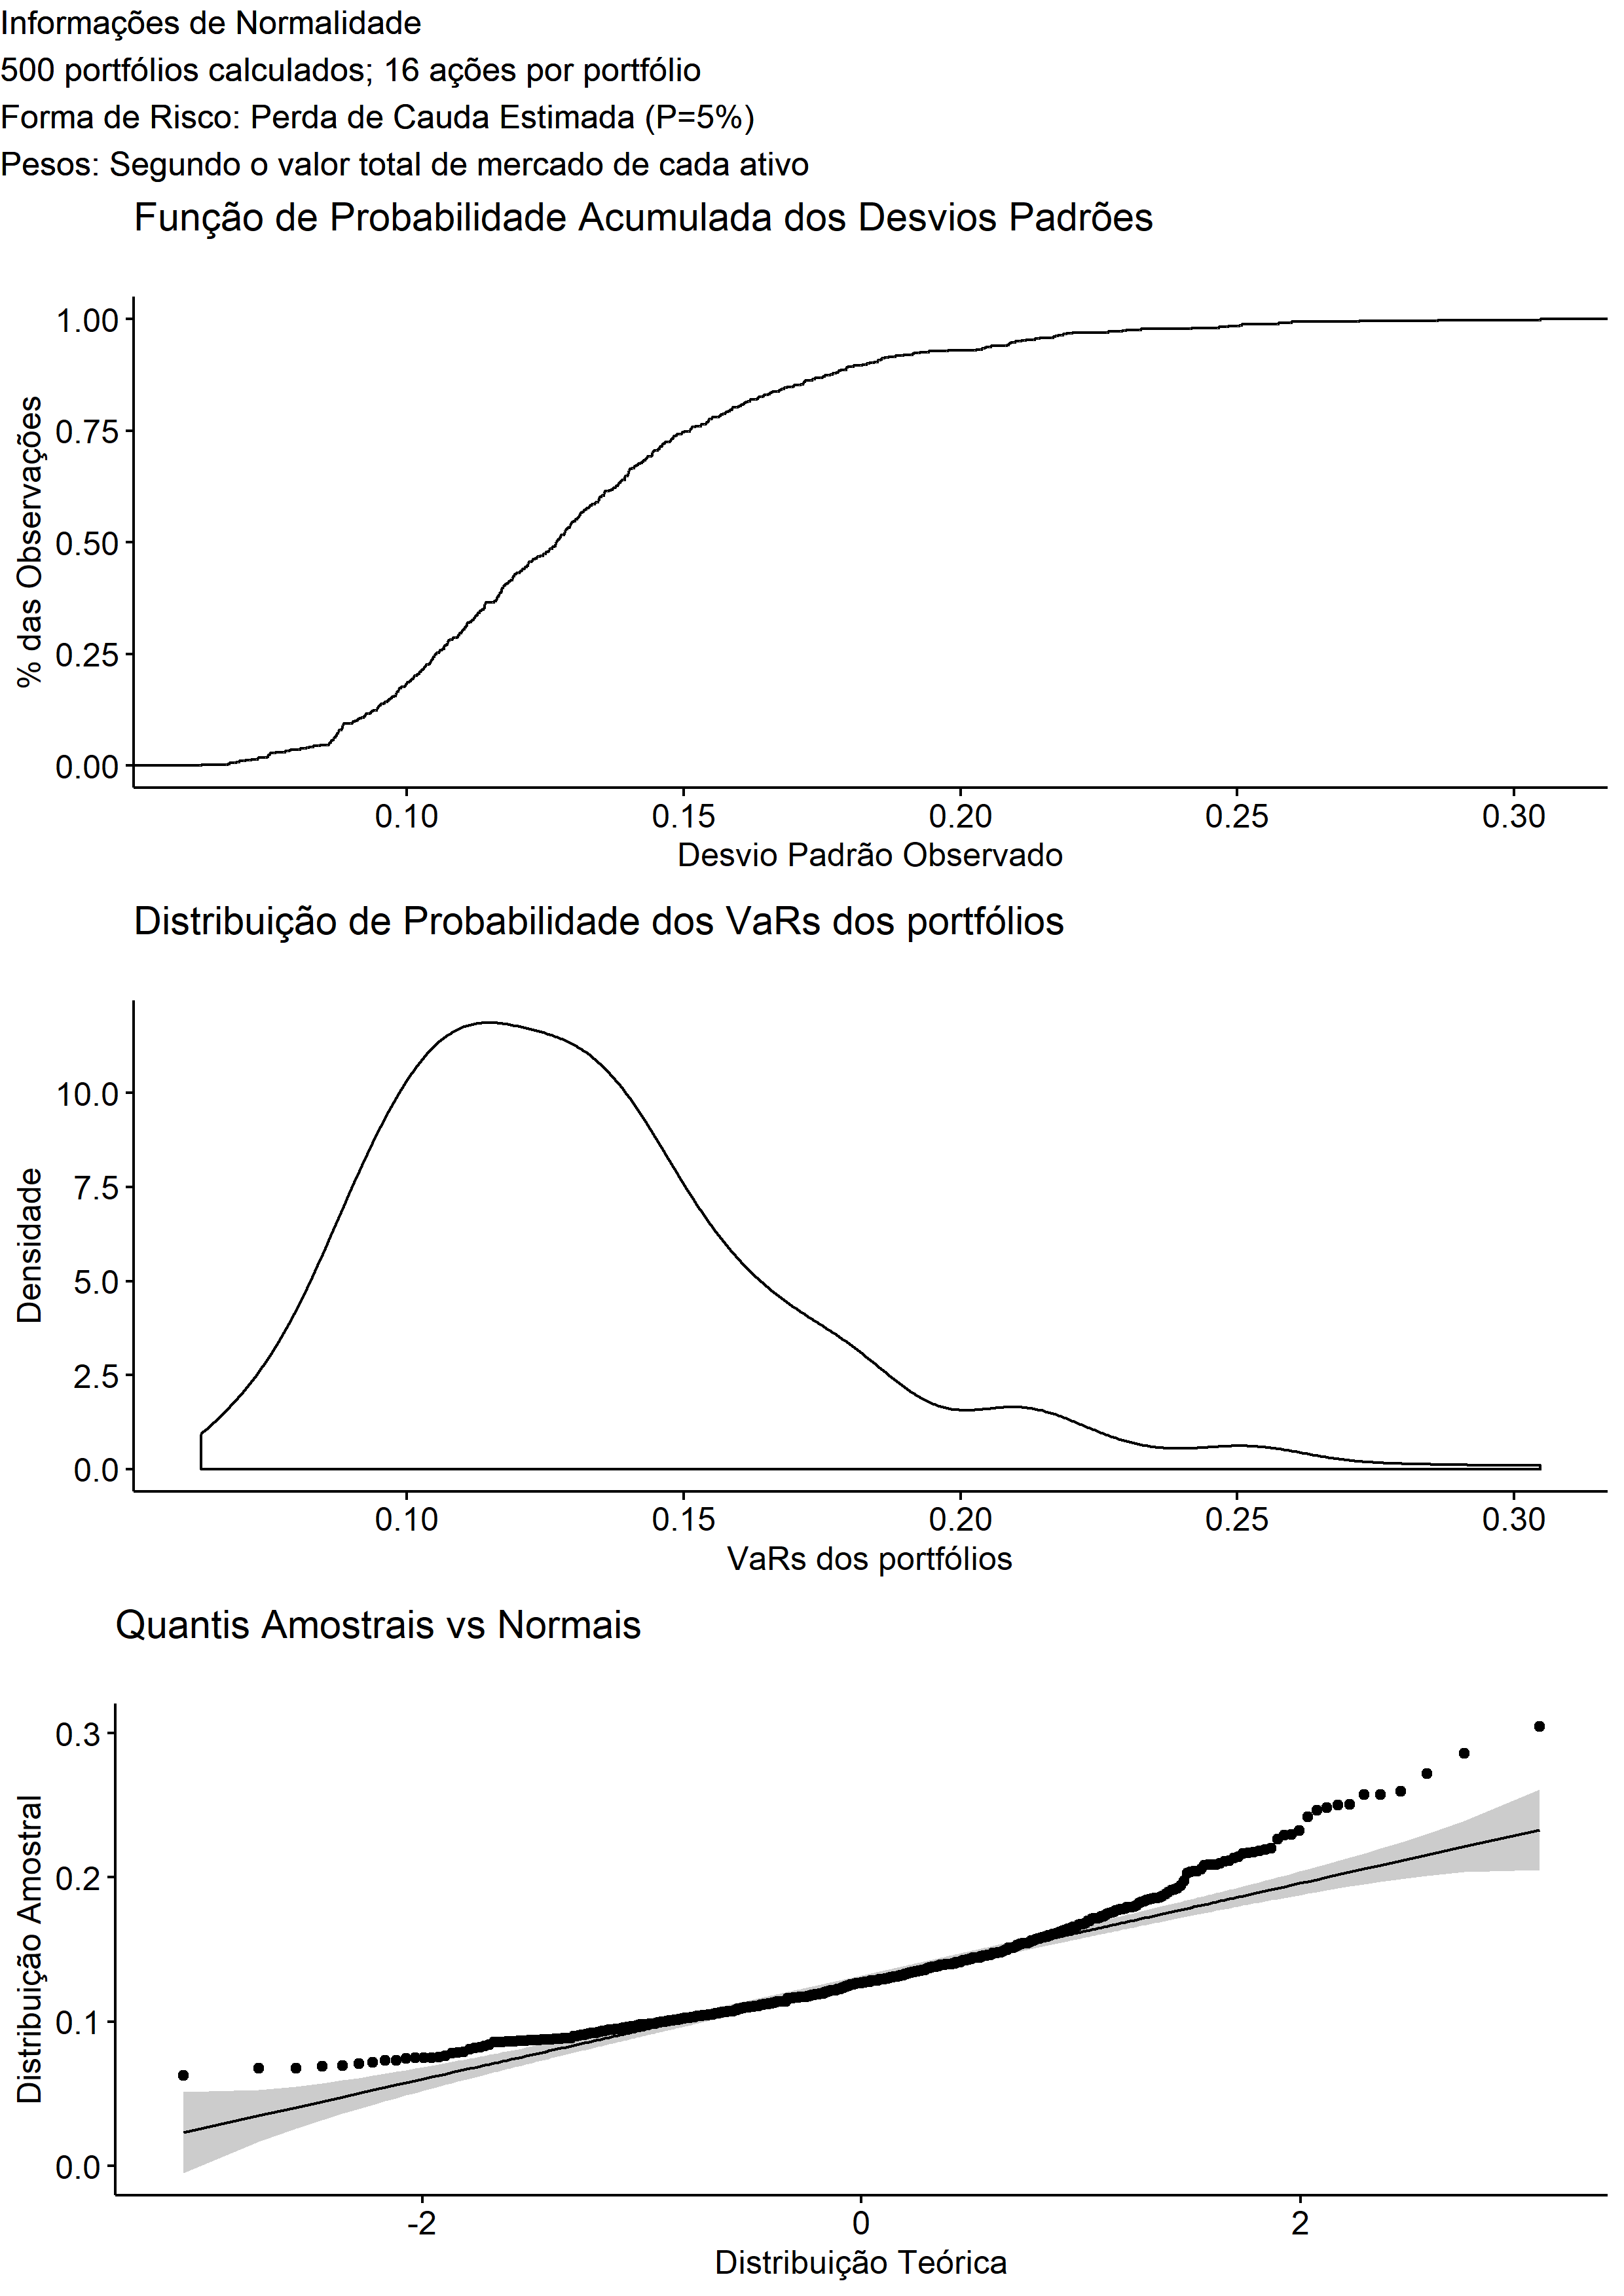 Informações de Normalidade
500 portfólios calculados; 16 ações por portfólio
Forma de Risco: Perda de Cauda Estimada (P=5%)
Pesos: Segundo o valor total de mercado de cada ativo
Função de Probabilidade Acumulada dos Desvios Padrões
% das Observações
1.00
0.75
0.50
0.25
0.00
0.10 0.15 0.20 0.25 0.30
Desvio Padrão Observado
Distribuição de Probabilidade dos VaRs dos portfólios
Densidade
10.0
7.5
5.0
2.5
0.0
0.10 0.15 0.20 0.25 0.30
VaRs dos portfólios
Quantis Amostrais vs Normais
Distribuição Amostral
0.3
0.2
0.1
0.0
-2 0 2
Distribuição Teórica